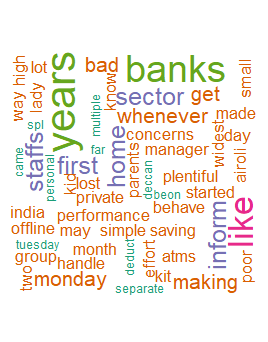 years
banks
like
sector
home
staffs
first
inform
bad
get
whenever
making
monday
way high
lot
lady
know
multiple
small
made
day
widest
concerns
manager
parents
airoli
spl
came
personal
far
kid
lost
private
plentiful
deccan
beon
started
india
offline
performance
behave
tuesday
may
simple
saving
group
month
handle
effort
deduct
atms
two
kit
separate
poor